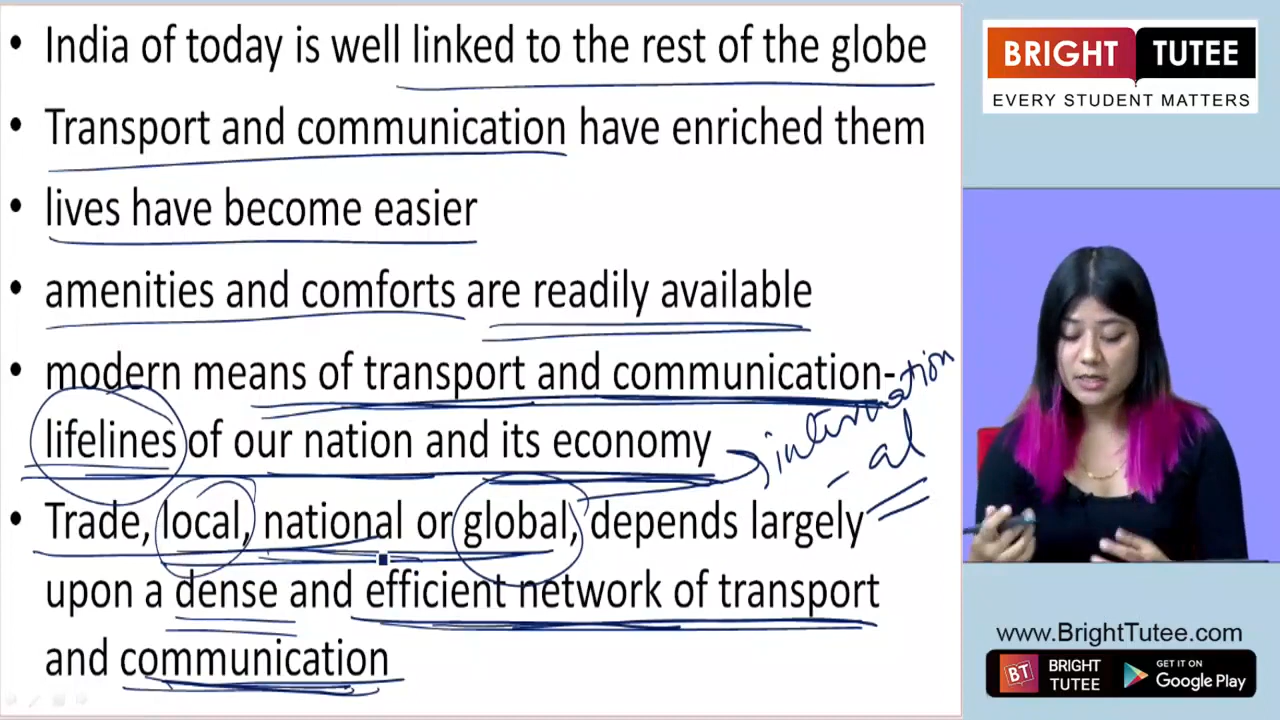 • India of today is well linked to the rest of the globe
• Transport and communication have enriched them
• lives have become easier
• amenities and comforts are readily available
• modern means of transport and communication-
lifelines of our nation and its economy
• Trade, local, national or global, depends largely
upon a dense and efficient network of transport
and communication
internation
- al
BRIGHT TUTEE
EVERY STUDENT MATTERS
www.BrightTutee.com
BT BRIGHT TUTEE
GET IT ON
Google Play